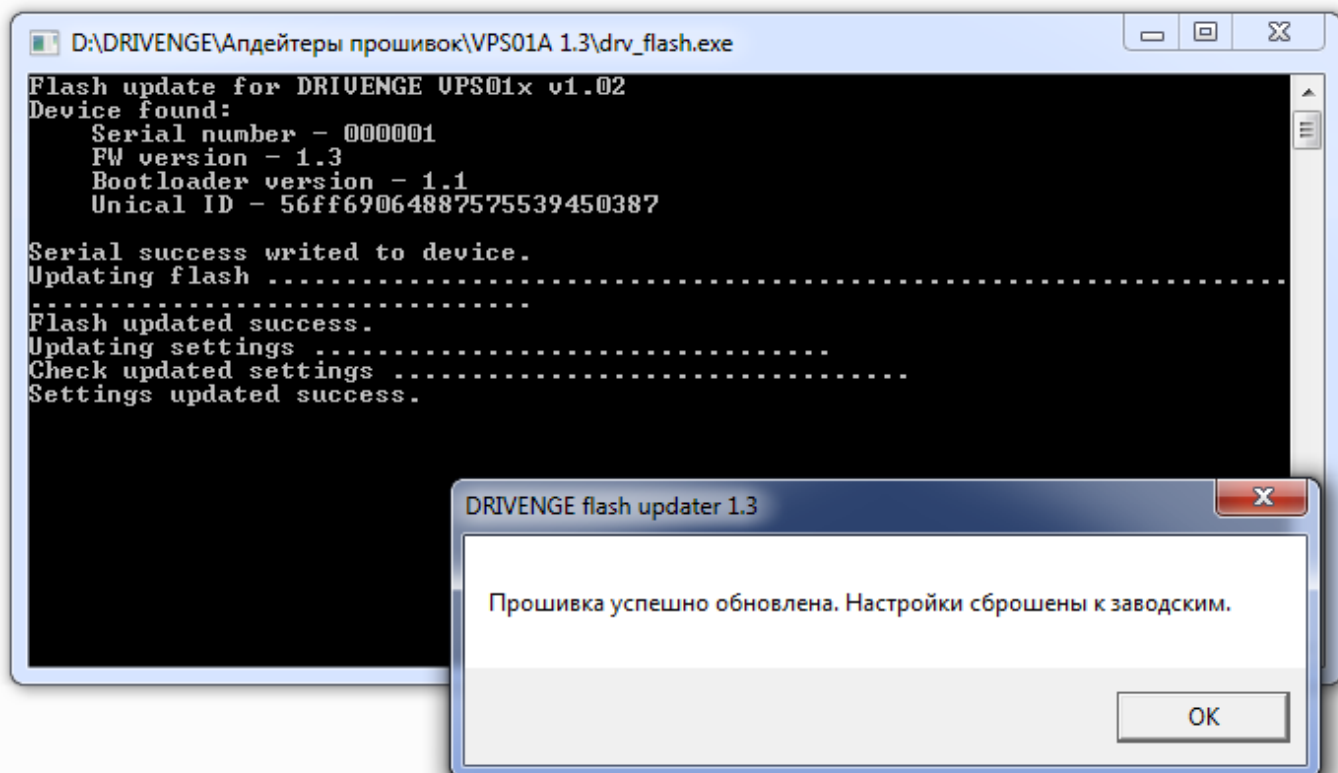 D:\DRIVENGE\Апдейтеры прошивок\VPS01A 1.3\drv_flash.exe
Flash update for DRIVENGE VPS01x v1.02
Device found:
    Serial number - 000001
    FW version - 1.3
    Bootloader version - 1.1
    Unical ID - 56ff69064887575539450387
Serial success writed to device.
Updating flash .................................................................
................................
Flash updated success.
Updating settings .................................
Check updated settings .................................
Settings updated success.
DRIVENGE flash updater 1.3
Прошивка успешно обновлена. Настройки сброшены к заводским.
OK